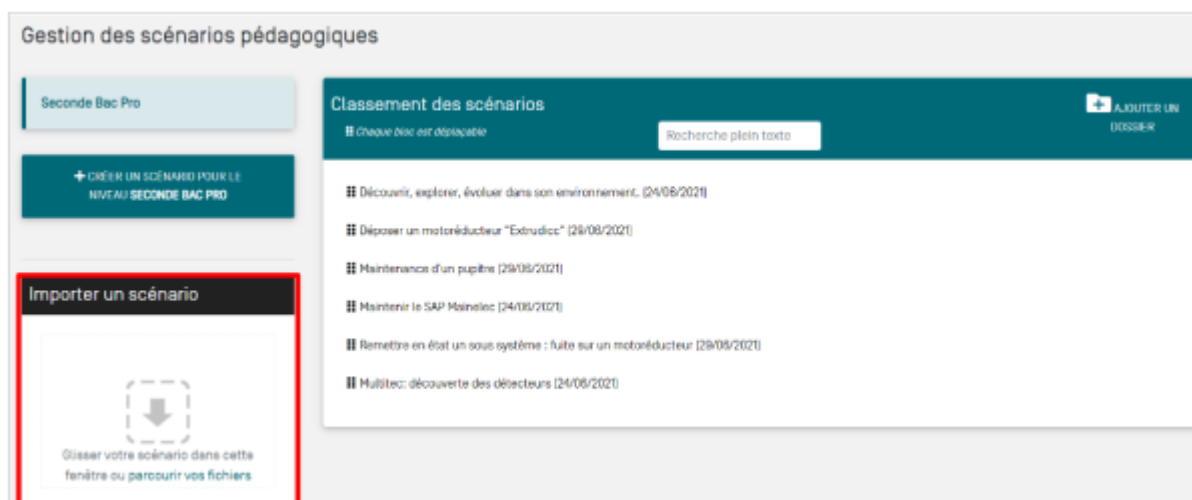 Gestion des scénarios pédagogiques
Seconde Bac Pro
+ CRÉER UN SCÉNARIO POUR LE
NIVEAU SECONDE BAC PRO
Importer un scénario
Glisser votre scénario dans cette
fenêtre ou parcourir vos fichiers
Classement des scénarios
Chaque bloc est déplaçable
Recherche plein texte
AJOUTER UN
DOSSIER
Découvrir, explorer, évoluer dans son environnement. (24/06/2021)
Déposer un motoréducteur "Extrudicc" (29/06/2021)
Maintenance d'un pupitre (29/06/2021)
Maintenir le SAP Mainelec (24/06/2021)
Remettre en état un sous système : fuite sur un motoréducteur (29/06/2021)
Multitec: découverte des détecteurs (24/06/2021)